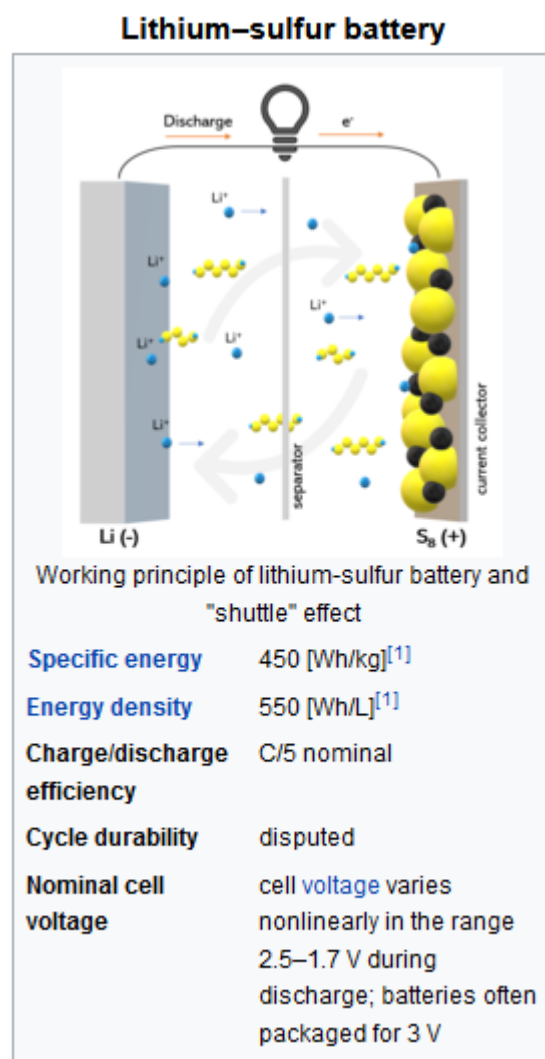 Lithium–sulfur battery
Discharge
e⁻
Li⁺
Li⁺
Li⁺
Li⁺
Li⁺
Li⁺
separator
current collector
Li (-)
S₈ (+)
Working principle of lithium-sulfur battery and
"shuttle" effect
Specific energy 450 [Wh/kg][1]
Energy density 550 [Wh/L][1]
Charge/discharge C/5 nominal
efficiency
Cycle durability disputed
Nominal cell cell voltage varies
voltage nonlinearly in the range
2.5–1.7 V during
discharge; batteries often
packaged for 3 V